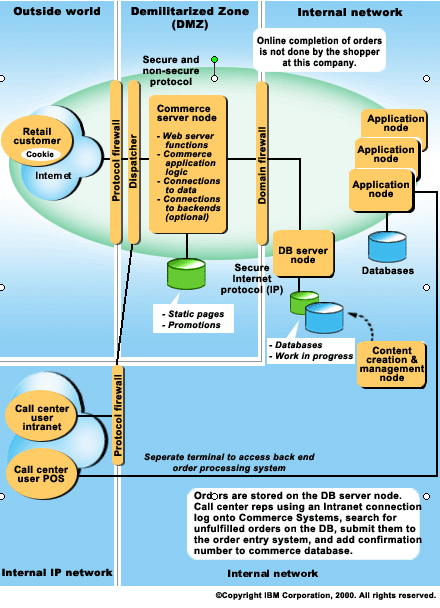 Outside world
Demilitarized Zone
(DMZ)
Internal network
Online completion of orders
is not done by the shopper
at this company.
Secure and
non-secure
protocol
Retail
customer
Cookie
Internet
Protocol firewall
Dispatcher
Commerce
server node
- Web server
functions
- Commerce
application
logic
- Connections
to data
- Connections
to backends
(optional)
Domain firewall
Application
node
Application
node
Application
node
Databases
DB server
node
Secure
Internet
protocol (IP)
- Static pages
- Promotions
- Databases
- Work in progress
Content
creation &
management
node
Protocol firewall
Call center
user
intranet
Call center
user POS
Seperate terminal to access back end
order processing system
Orders are stored on the DB server node.
Call center reps using an Intranet connection
log onto Commerce Systems, search for
unfulfilled orders on the DB, submit them to
the order entry system, and add confirmation
number to commerce database.
Internal IP network
Internal network
©Copyright IBM Corporation, 2000. All rights reserved.